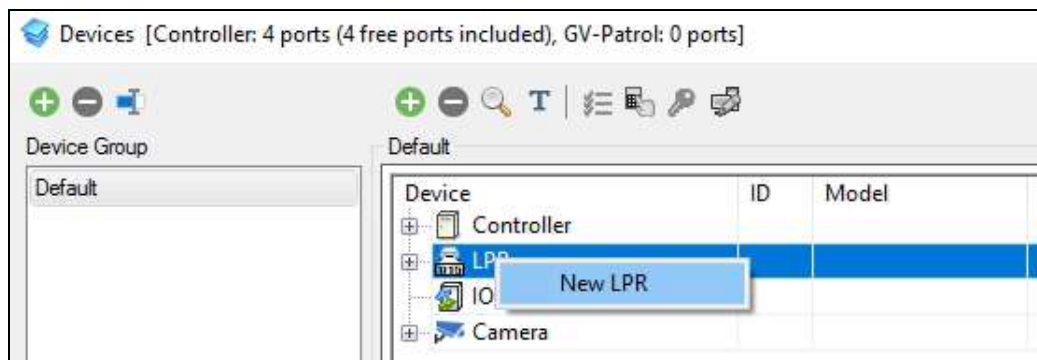 Devices [Controller: 4 ports (4 free ports included), GV-Patrol: 0 ports]
T
Device Group
Default
Default
Device ID Model
Controller
LPR
New LPR
IO
Camera